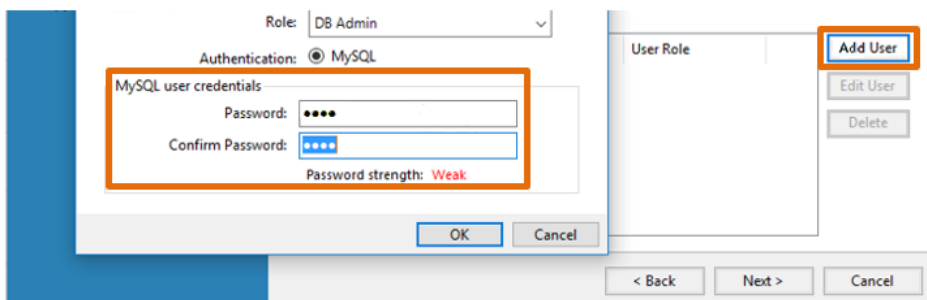 Role: DB Admin
User Role
Add User
Authentication: MySQL
MySQL user credentials
Edit User
Password: ••••
Delete
Confirm Password: ••••
Password strength: Weak
OK
Cancel
< Back
Next >
Cancel